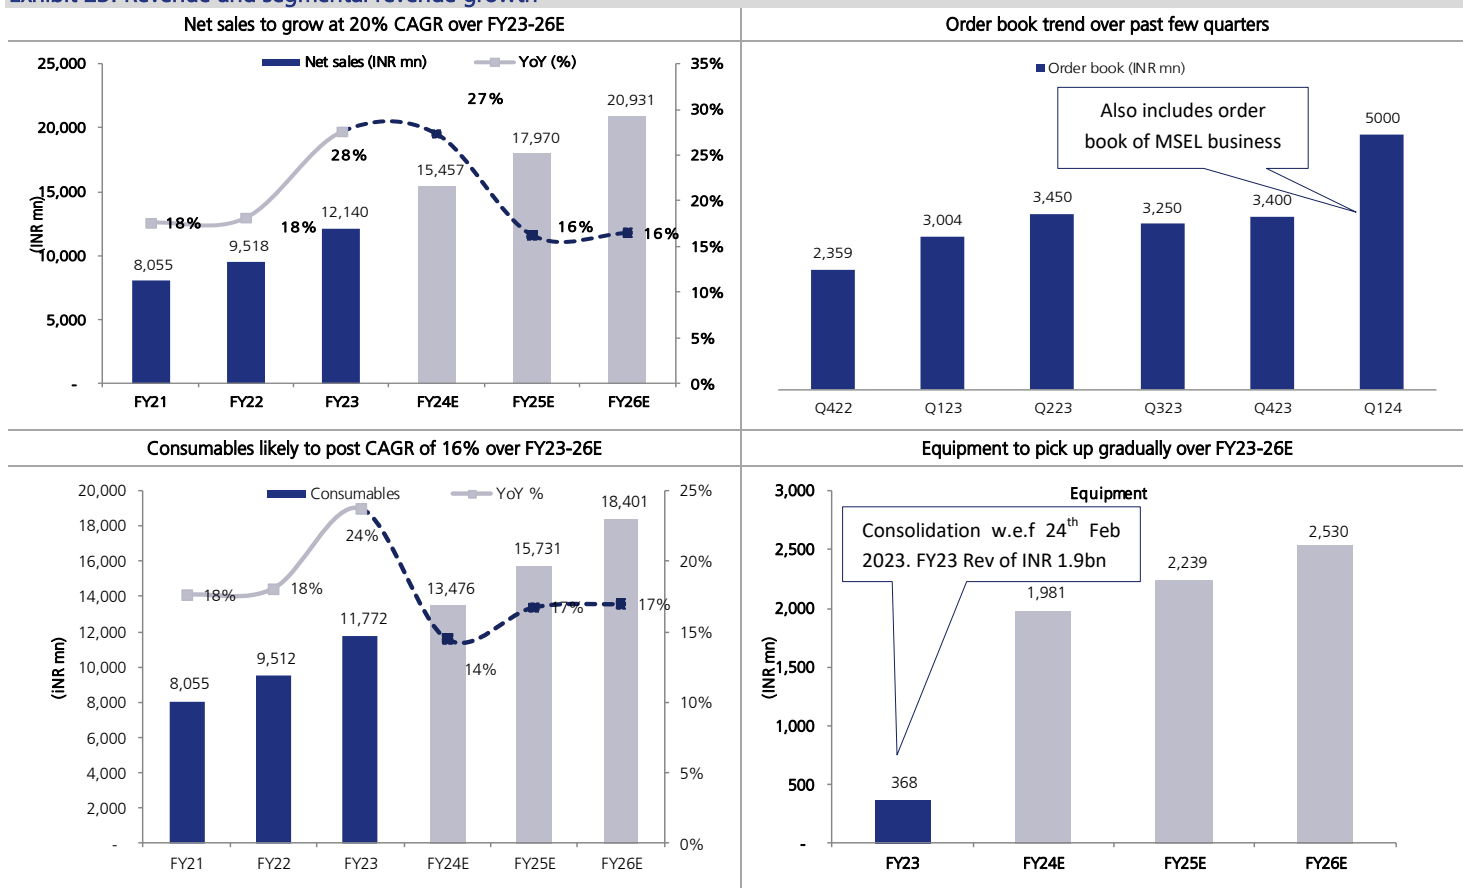 Exhibit 23: Revenue and segmental revenue growth
Net sales to grow at 20% CAGR over FY23-26E
Net sales (INR mn)
YoY (%)
(INR mn)
25,000
20,000
15,000
10,000
5,000
-
35%
30%
25%
20%
15%
10%
5%
0%
8,055
9,518
12,140
15,457
17,970
20,931
18%
18%
28%
27%
16%
16%
FY21
FY22
FY23
FY24E
FY25E
FY26E
Order book trend over past few quarters
Order book (INR mn)
Also includes order
book of MSEL business
2,359
3,004
3,450
3,250
3,400
5000
Q422
Q123
Q223
Q323
Q423
Q124
Consumables likely to post CAGR of 16% over FY23-26E
Consumables
YoY %
(iNR mn)
20,000
18,000
16,000
14,000
12,000
10,000
8,000
6,000
4,000
2,000
-
25%
20%
15%
10%
5%
0%
8,055
9,512
11,772
13,476
15,731
18,401
18%
18%
24%
14%
17%
17%
FY21
FY22
FY23
FY24E
FY25E
FY26E
Equipment to pick up gradually over FY23-26E
Equipment
Consolidation w.e.f 24th Feb
2023. FY23 Rev of INR 1.9bn
(INR mn)
3,000
2,500
2,000
1,500
1,000
500
-
368
1,981
2,239
2,530
FY23
FY24E
FY25E
FY26E